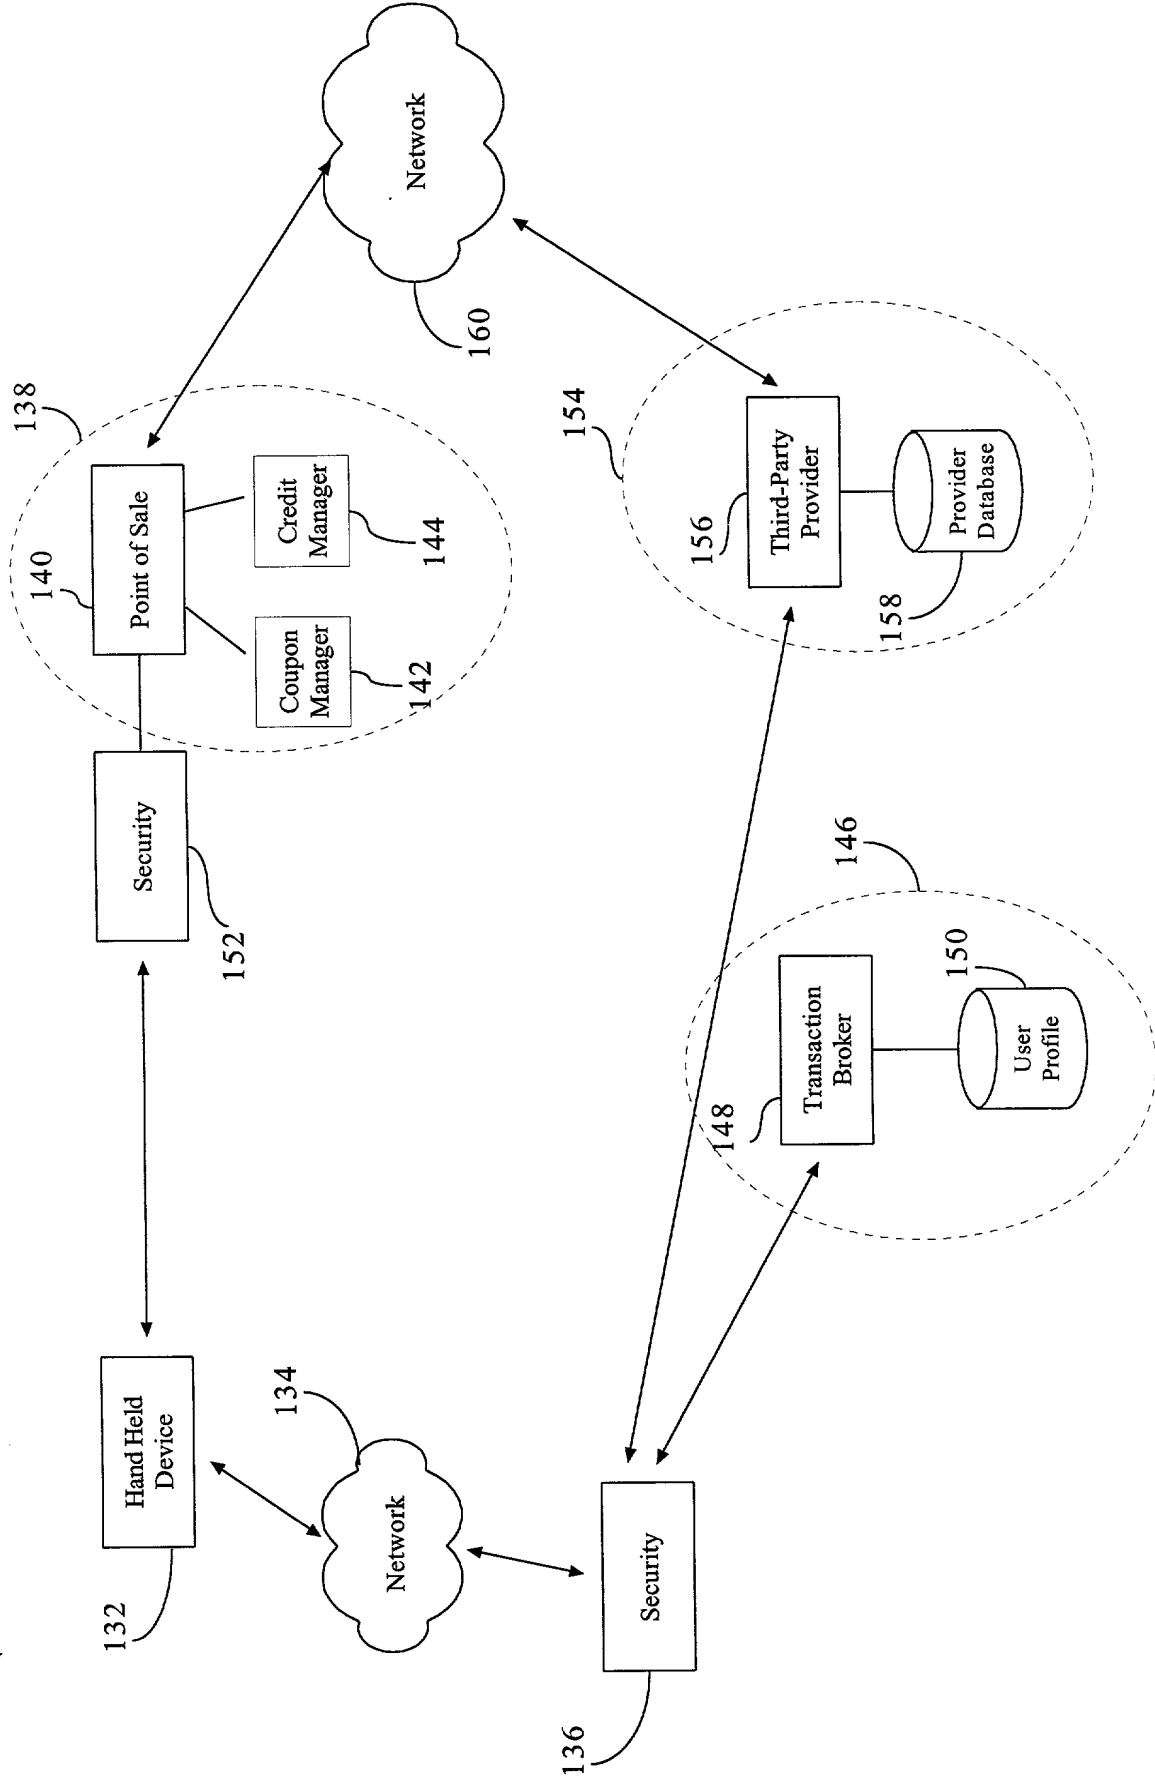 138
140
Point of Sale
Credit
Manager
144
Coupon
Manager
142
Security
152
Network
160
Hand Held
Device
132
134
Network
Security
136
154
156
Third-Party
Provider
Provider
Database
158
146
148
Transaction
Broker
150
User
Profile